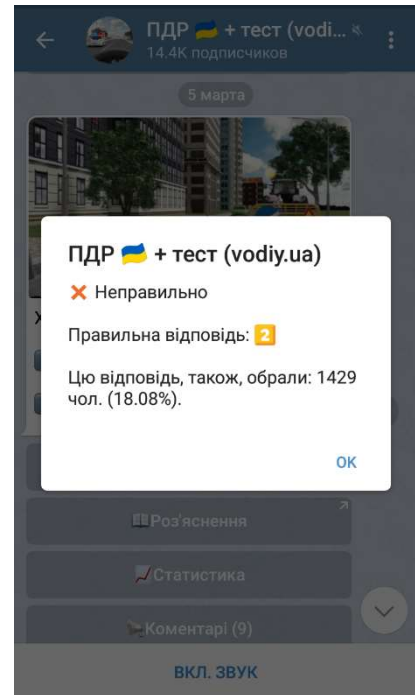 ПДР 🇺🇦 + тест (vodi...
14.4K подписчиков
5 марта
ПДР 🇺🇦 + тест (vodiy.ua)
❌ Неправильно
Правильна відповідь: 2️⃣
Цю відповідь, також, обрали: 1429
чол. (18.08%).
OK
Роз'яснення
Статистика
Коментарі (9)
ВКЛ. ЗВУК